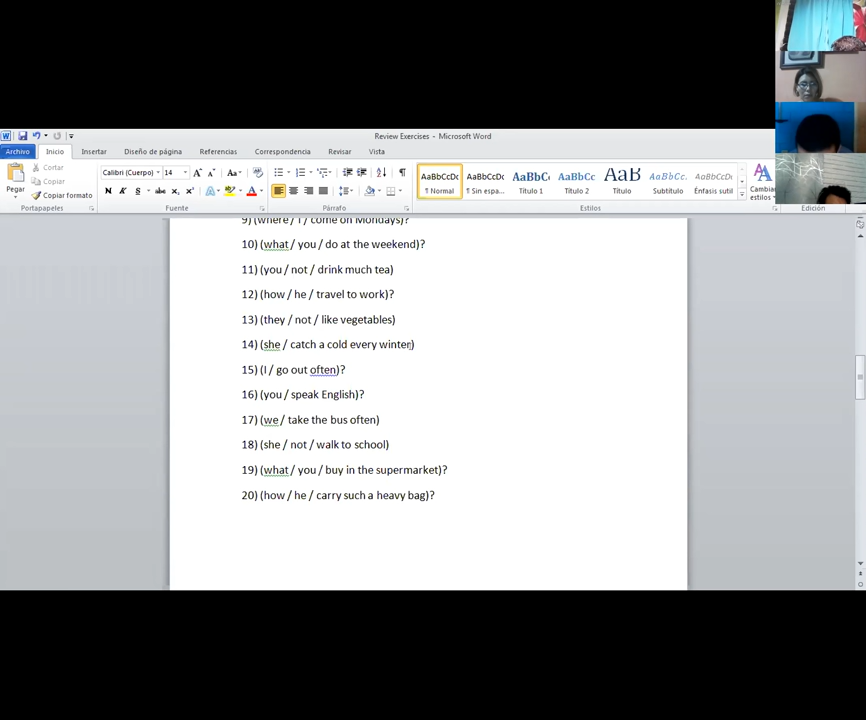 Review Exercises - Microsoft Word
Archivo Inicio Insertar Diseño de página Referencias Correspondencia Revisar Vista
Pegar
Cortar
Copiar
Copiar formato
Portapapeles
Calibri (Cuerpo) 14
Fuente
Párrafo
AaBbCcDc AaBbCcDc AaBbC AaBbCc AaB AaBbCc. AaBbCcDc
¶ Normal ¶ Sin espa... Título 1 Título 2 Título Subtítulo Énfasis sutil
Cambiar estilos
Estilos
Edición
9) (where / I / come on Mondays)?
10) (what / you / do at the weekend)?
11) (you / not / drink much tea)
12) (how / he / travel to work)?
13) (they / not / like vegetables)
14) (she / catch a cold every winter)
15) (I / go out often)?
16) (you / speak English)?
17) (we / take the bus often)
18) (she / not / walk to school)
19) (what / you / buy in the supermarket)?
20) (how / he / carry such a heavy bag)?